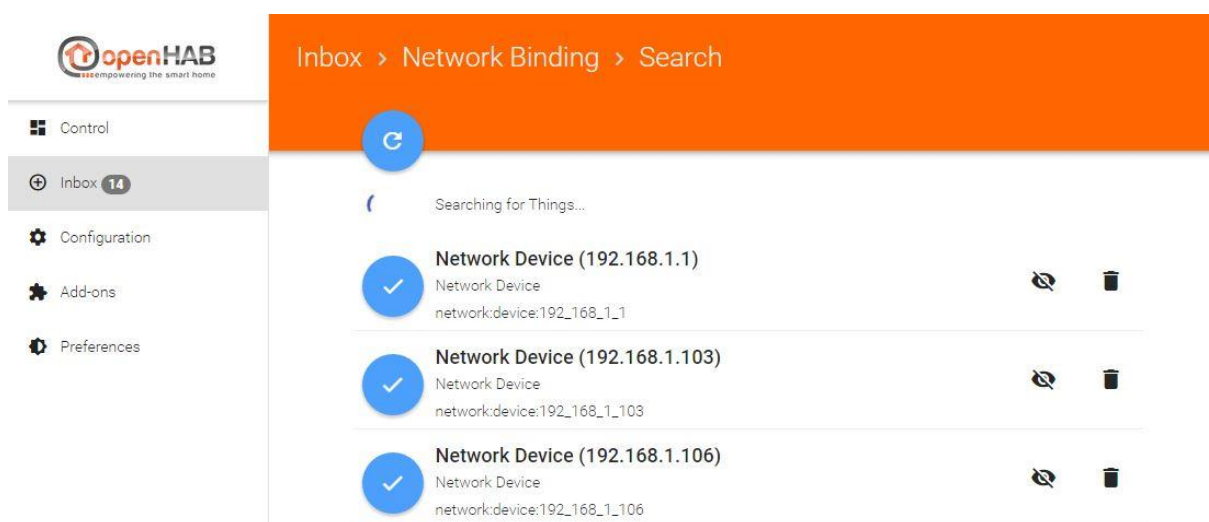 openHAB
empowering the smart home
Inbox > Network Binding > Search
Control
Inbox 14
Configuration
Add-ons
Preferences
Searching for Things...
Network Device (192.168.1.1)
Network Device
network:device:192_168_1_1
Network Device (192.168.1.103)
Network Device
network:device:192_168_1_103
Network Device (192.168.1.106)
Network Device
network:device:192_168_1_106